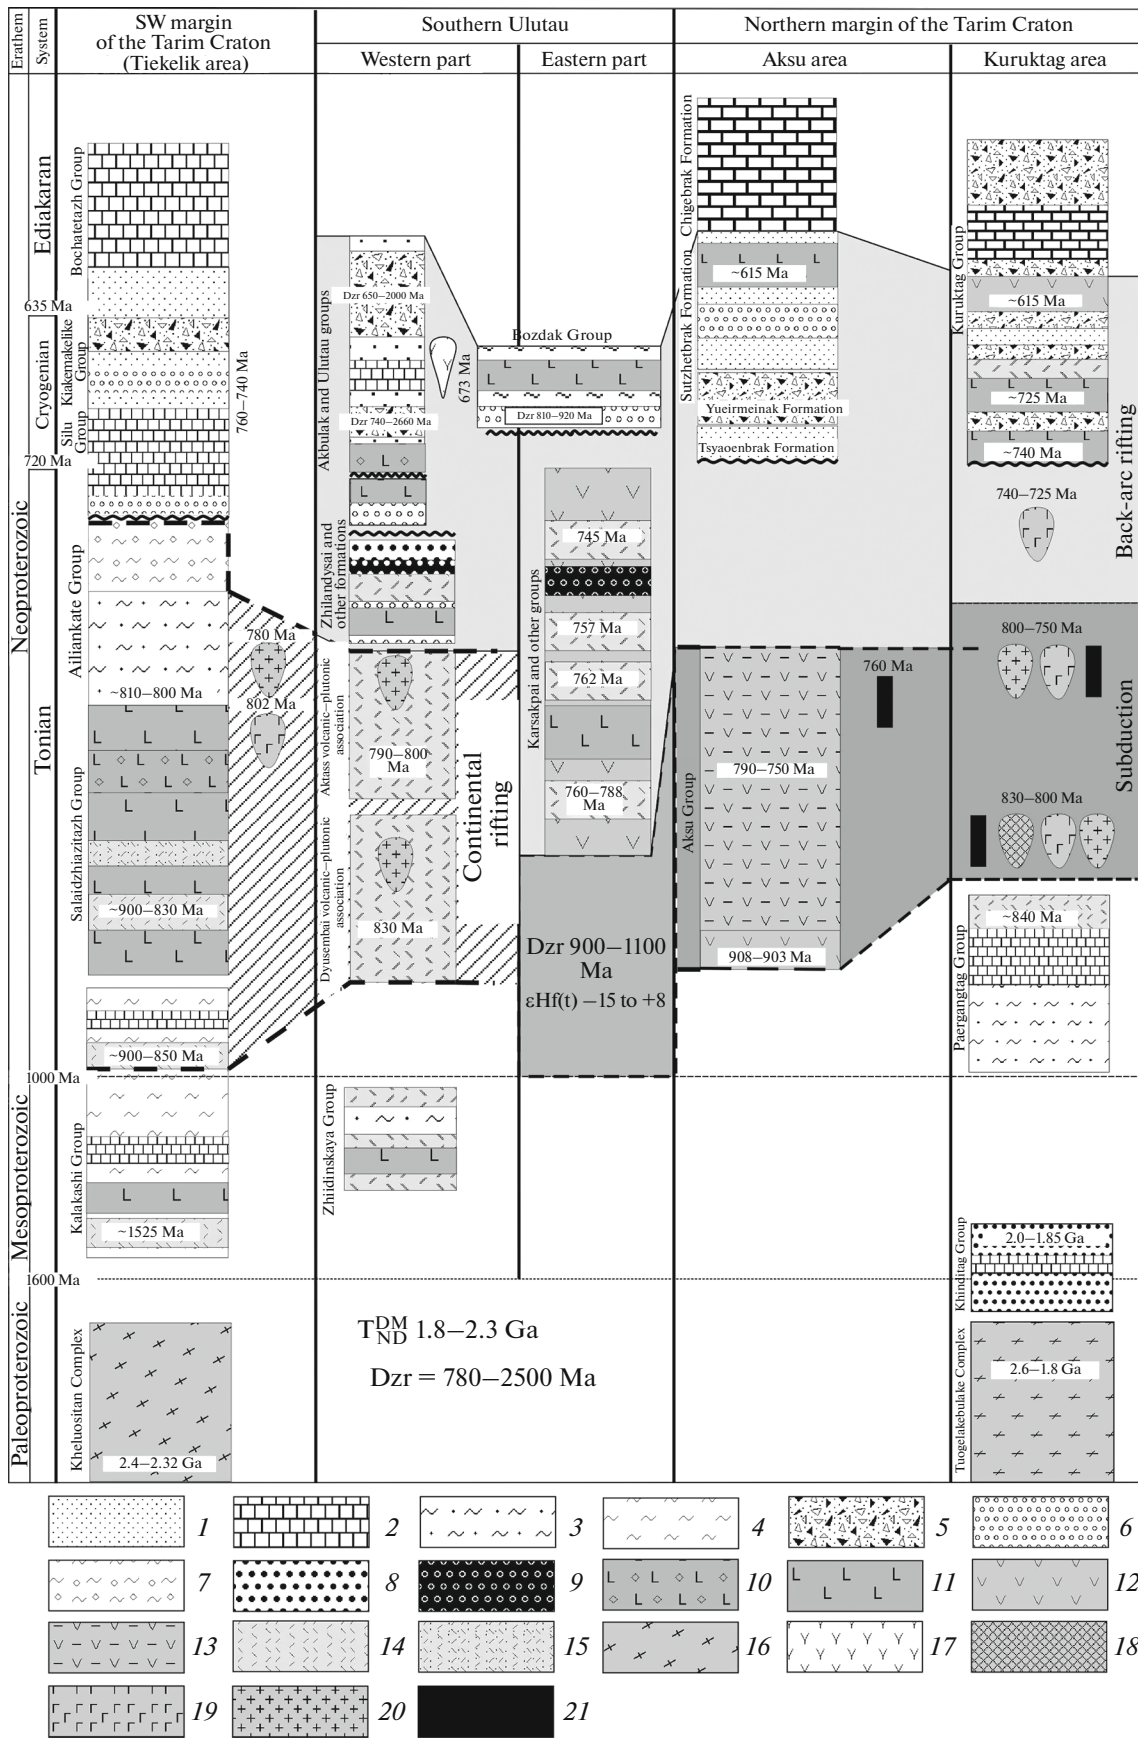 Erathem
System
SW margin
of the Tarim Craton
(Tiekelik area)
Southern Ulutau
Western part
Eastern part
Northern margin of the Tarim Craton
Aksu area
Kuruktag area
Neoproterozoic
Mesoproterozoic
Paleoproterozoic
Ediakaran
Cryogenian
Tonian
635 Ma
720 Ma
1000 Ma
1600 Ma
Bochatetazh Group
Kiakemakelike
Group
Silu
Group
760–740 Ma
Ailiankate Group
~810–800 Ma
780 Ma
802 Ma
Salaidzhiazitazh Group
~900–830 Ma
~900–850 Ma
Kalakashi Group
~1525 Ma
Kheluositan Complex
2.4–2.32 Ga
Akbulak and Ulutau groups
Dzr 650–2000 Ma
Dzr 740–2660 Ma
673 Ma
Zhilandysai and
other formations
Aktass volcanic–plutonic
association
790–800
Ma
Dyusembai volcanic–plutonic
association
830 Ma
Continental
rifting
Zhiidinskaya Group
Bozdak Group
Dzr 810–920 Ma
Karsakpai and other groups
745 Ma
757 Ma
762 Ma
760–788
Ma
Dzr 900–1100
Ma
εHf(t) –15 to +8
T DM ND 1.8–2.3 Ga
Dzr = 780–2500 Ma
Chigebrak Formation
Sutzhetbrak Formation
~615 Ma
Yueirmeinak Formation
Tsyaoenbrak Formation
Aksu Group
760 Ma
790–750 Ma
908–903 Ma
Kuruktag Group
~615 Ma
~725 Ma
~740 Ma
740–725 Ma
Back-arc rifting
800–750 Ma
830–800 Ma
Subduction
Paergangtag Group
~840 Ma
Khinditag Group
2.0–1.85 Ga
Tuogelakebulake Complex
2.6–1.8 Ga
1
2
3
4
5
6
7
8
9
10
11
12
13
14
15
16
17
18
19
20
21